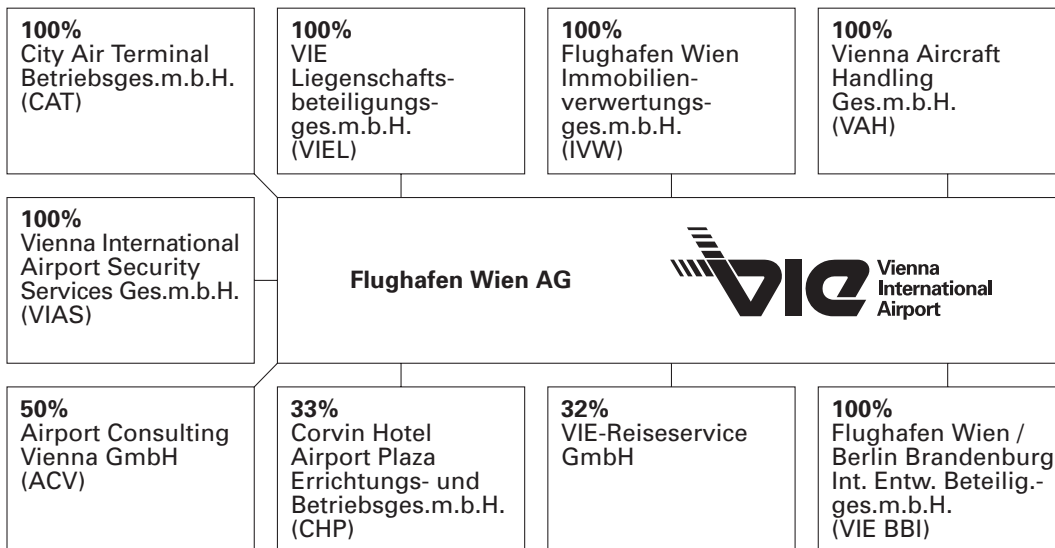 100%
City Air Terminal
Betriebsges.m.b.H.
(CAT)
100%
VIE
Liegenschafts-
beteiligungs-
ges.m.b.H.
(VIEL)
100%
Flughafen Wien
Immobilien-
verwertungs-
ges.m.b.H.
(IVW)
100%
Vienna Aircraft
Handling
Ges.m.b.H.
(VAH)
100%
Vienna International
Airport Security
Services Ges.m.b.H.
(VIAS)
Flughafen Wien AG
VIE
Vienna
International
Airport
50%
Airport Consulting
Vienna GmbH
(ACV)
33%
Corvin Hotel
Airport Plaza
Errichtungs- und
Betriebsges.m.b.H.
(CHP)
32%
VIE-Reiseservice
GmbH
100%
Flughafen Wien /
Berlin Brandenburg
Int. Entw. Beteilig.-
ges.m.b.H.
(VIE BBI)